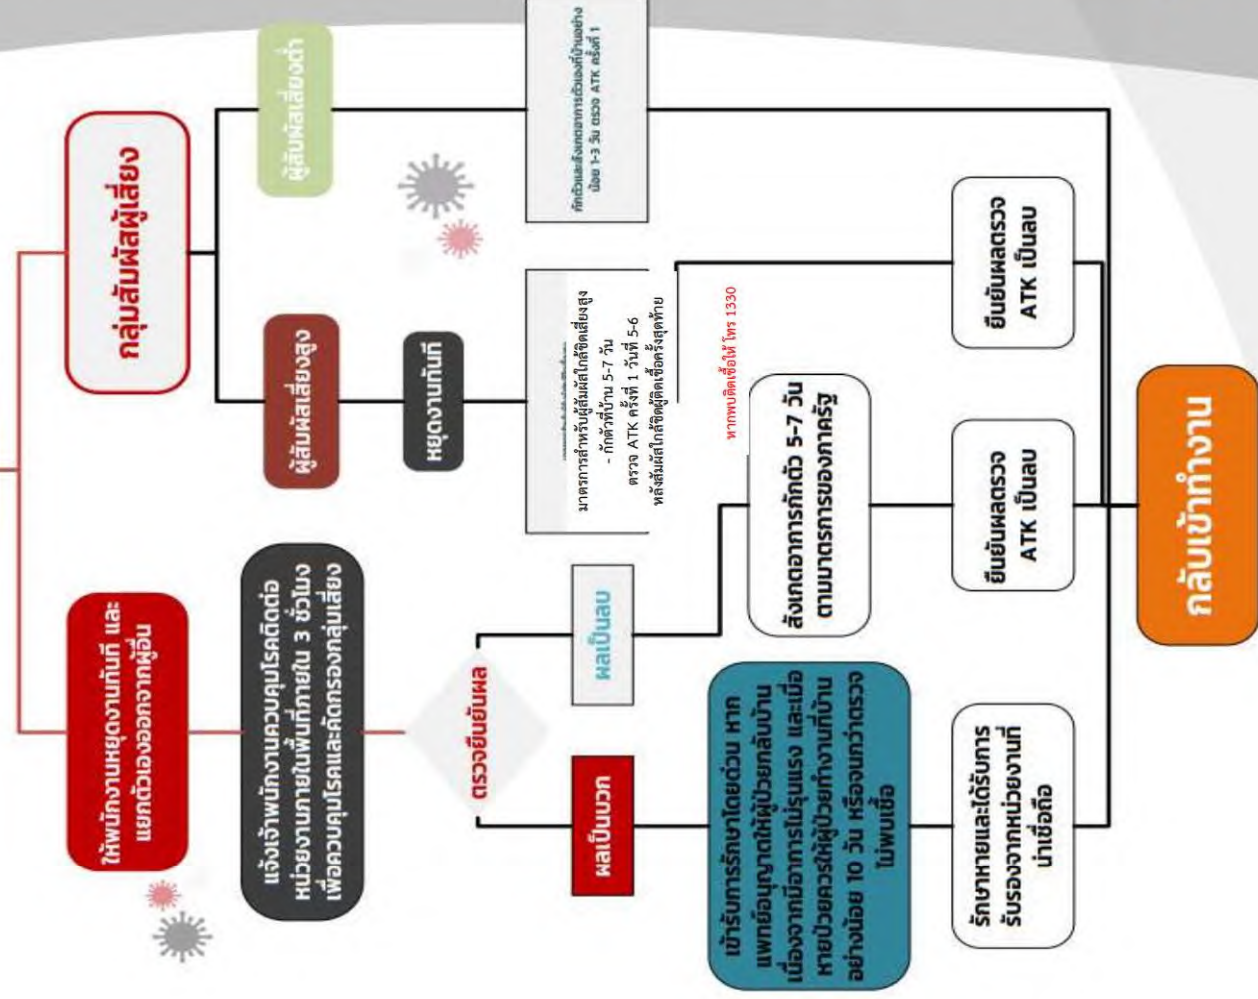 ให้พนักงานหยุดงานทันที และ
แยกตัวเองออกจากผู้อื่น
กลุ่มสัมผัสผู้เสี่ยง
แจ้งเจ้าพนักงานควบคุมโรคติดต่อ
หน่วยงานภายในพื้นที่ภายใน 3 ชั่วโมง
เพื่อควบคุมโรคและคัดกรองกลุ่มเสี่ยง
ผู้สัมผัสเสี่ยงสูง
ผู้สัมผัสเสี่ยงต่ำ
หยุดงานทันที
ตรวจยืนยันผล
ผลเป็นบวก
ผลเป็นลบ
มาตรการสำหรับผู้สัมผัสใกล้ชิดเสี่ยงสูง
- กักตัวที่บ้าน 5-7 วัน
ตรวจ ATK ครั้งที่ 1 วันที่ 5-6
หลังสัมผัสใกล้ชิดผู้ติดเชื้อครั้งสุดท้าย
หากพบติดเชื้อให้ โทร 1330
กักตัวและสังเกตอาการตัวเองที่บ้านอย่าง
น้อย 1-3 วัน ตรวจ ATK ครั้งที่ 1
เข้ารับการรักษาโดยด่วน หาก
แพทย์อนุญาตให้ผู้ป่วยกลับบ้าน
เนื่องจากมีอาการไม่รุนแรง และเมื่อ
หายป่วยควรให้ผู้ป่วยทำงานที่บ้าน
อย่างน้อย 10 วัน หรือจนกว่าตรวจ
ไม่พบเชื้อ
สังเกตอาการกักตัว 5-7 วัน
ตามมาตรการของภาครัฐ
รักษาหายและได้รับการ
รับรองจากหน่วยงานที่
น่าเชื่อถือ
ยืนยันผลตรวจ
ATK เป็นลบ
ยืนยันผลตรวจ
ATK เป็นลบ
กลับเข้าทำงาน